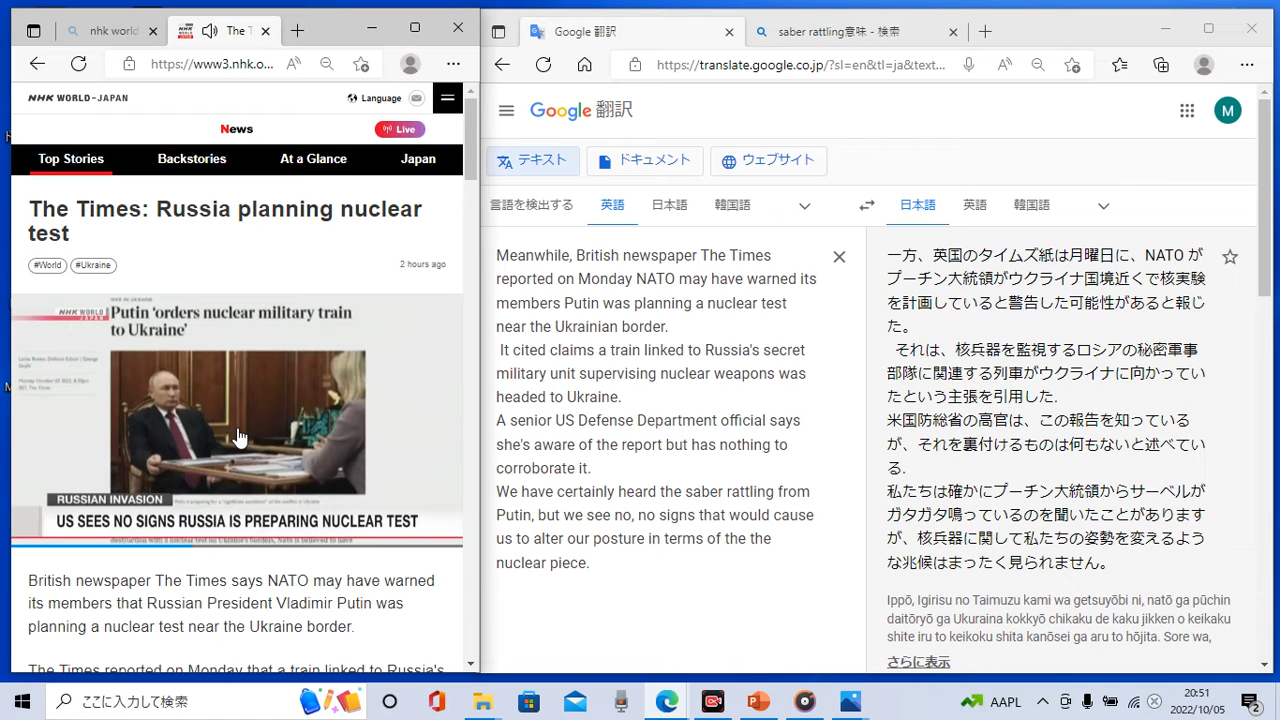 nhk world
The T
https://www3.nhk.o...
NHK WORLD-JAPAN
Language
News
Live
Top Stories
Backstories
At a Glance
Japan
The Times: Russia planning nuclear
test
#World
#Ukraine
2 hours ago
WAR IN UKRAINE
NHK WORLD
JAPAN
Putin 'orders nuclear military train
to Ukraine'
RUSSIAN INVASION
US SEES NO SIGNS RUSSIA IS PREPARING NUCLEAR TEST
British newspaper The Times says NATO may have warned
its members that Russian President Vladimir Putin was
planning a nuclear test near the Ukraine border.
The Times reported on Monday that a train linked to Russia's
Google 翻訳
saber rattling意味 - 検索
https://translate.google.co.jp/?sl=en&tl=ja&text...
Google 翻訳
M
テキスト
ドキュメント
ウェブサイト
言語を検出する
英語
日本語
韓国語
日本語
英語
韓国語
Meanwhile, British newspaper The Times
reported on Monday NATO may have warned its
members Putin was planning a nuclear test
near the Ukrainian border.
It cited claims a train linked to Russia's secret
military unit supervising nuclear weapons was
headed to Ukraine.
A senior US Defense Department official says
she's aware of the report but has nothing to
corroborate it.
We have certainly heard the saber rattling from
Putin, but we see no, no signs that would cause
us to alter our posture in terms of the the
nuclear piece.
一方、英国のタイムズ紙は月曜日に、NATO が
プーチン大統領がウクライナ国境近くで核実験
を計画していると警告した可能性があると報じ
た。
それは、核兵器を監視するロシアの秘密軍事
部隊に関連する列車がウクライナに向かってい
たという主張を引用した.
米国防総省の高官は、この報告を知っている
が、それを裏付けるものは何もないと述べてい
る.
私たちは確かにプーチン大統領からサーベルが
ガタガタ鳴っているのを聞いたことがあります
が、核兵器に関して私たちの姿勢を変えるよう
な兆候はまったく見られません。
Ippō, Igirisu no Taimuzu kami wa getsuyōbi ni, natō ga pūchin
daitōryō ga Ukuraina kokkyō chikaku de kaku jikken o keikaku
shite iru to keikoku shita kanōsei ga aru to hōjita. Sore wa,
さらに表示
ここに入力して検索
AAPL
20:51
2022/10/05
2